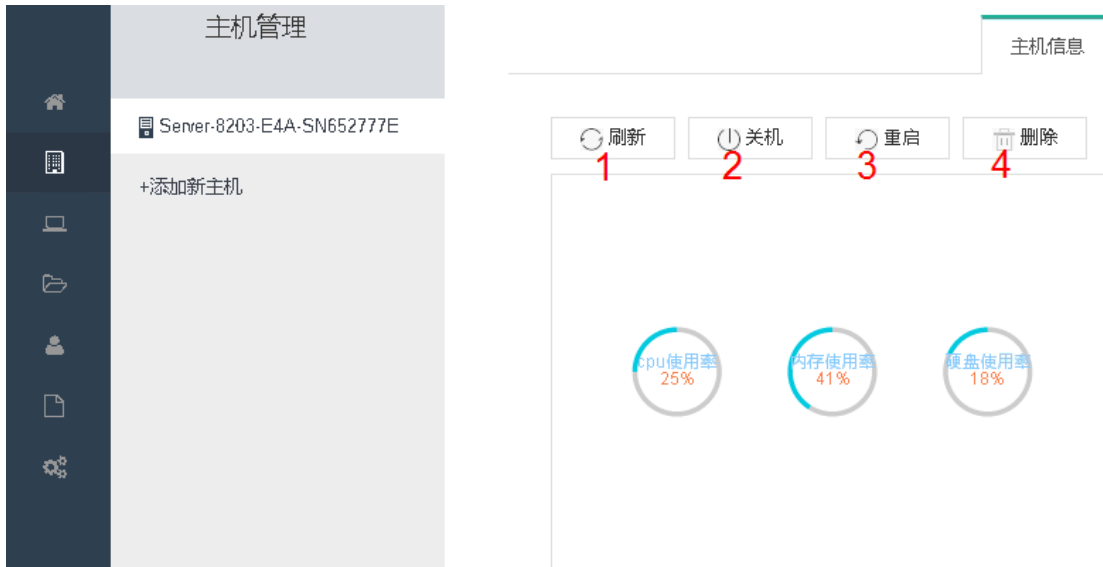 主机管理
主机信息
Server-8203-E4A-SN652777E
+添加新主机
刷新 关机 重启 删除
1 2 3 4
cpu使用率 内存使用率 硬盘使用率
25% 41% 18%